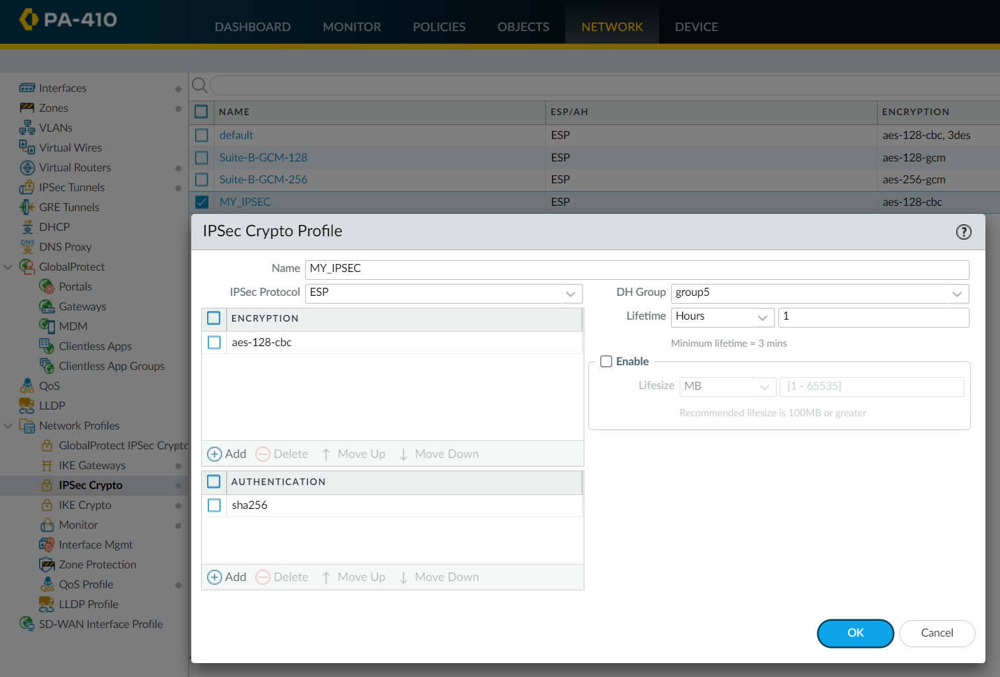 PA-410
DASHBOARD MONITOR POLICIES OBJECTS NETWORK DEVICE
Interfaces
Zones
VLANs
Virtual Wires
Virtual Routers
IPSec Tunnels
GRE Tunnels
DHCP
DNS Proxy
GlobalProtect
Portals
Gateways
MDM
Clientless Apps
Clientless App Groups
QoS
LLDP
Network Profiles
GlobalProtect IPSec Crypto
IKE Gateways
IPSec Crypto
IKE Crypto
Monitor
Interface Mgmt
Zone Protection
QoS Profile
LLDP Profile
SD-WAN Interface Profile
NAME ESP/AH ENCRYPTION
default ESP aes-128-cbc, 3des
Suite-B-GCM-128 ESP aes-128-gcm
Suite-B-GCM-256 ESP aes-256-gcm
MY_IPSEC ESP aes-128-cbc
IPSec Crypto Profile
Name MY_IPSEC
IPSec Protocol ESP
ENCRYPTION
aes-128-cbc
Add Delete Move Up Move Down
AUTHENTICATION
sha256
Add Delete Move Up Move Down
DH Group group5
Lifetime Hours 1
Minimum lifetime = 3 mins
Enable
Lifesize MB [1 - 65535]
Recommended lifesize is 100MB or greater
OK Cancel